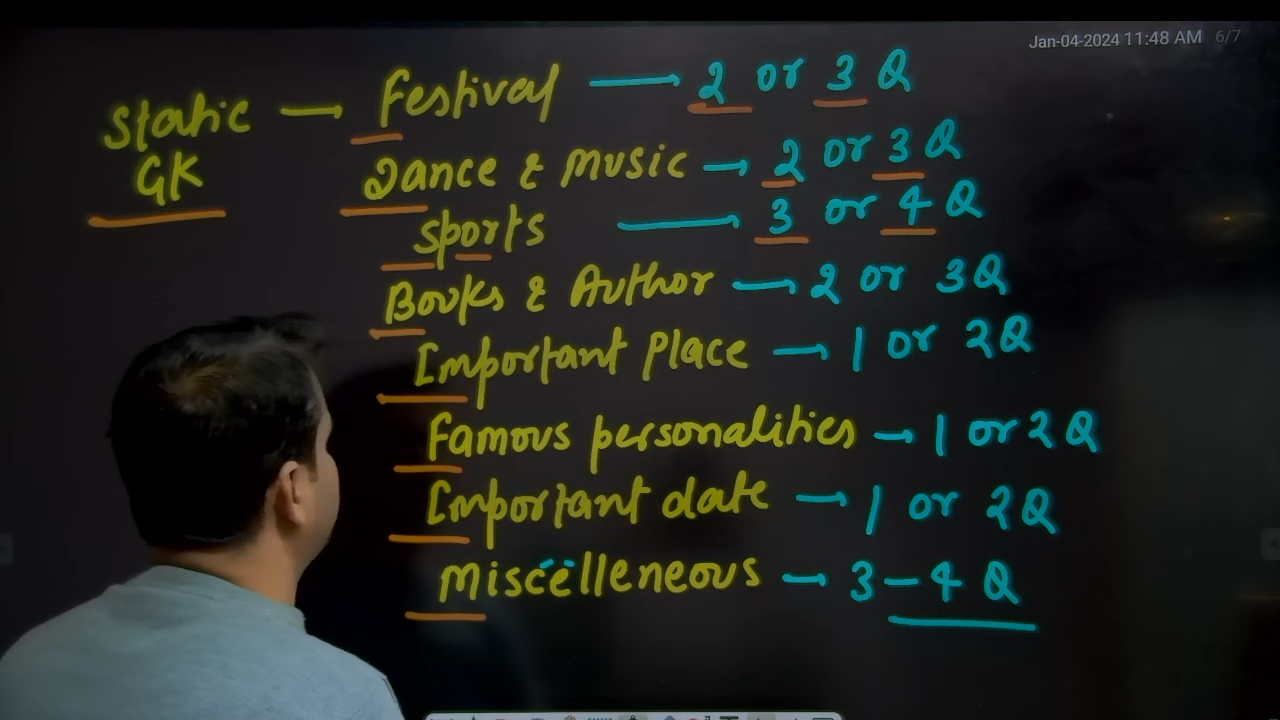 Jan-04-2024 11:48 AM 6/7
Static GK — Festival → 2 or 3 Q
Dance & Music → 2 or 3 Q
Sports → 3 or 4 Q
Books & Author → 2 or 3 Q
Important Place → 1 or 2 Q
Famous personalities → 1 or 2 Q
Important date → 1 or 2 Q
Miscelleneous → 3 – 4 Q